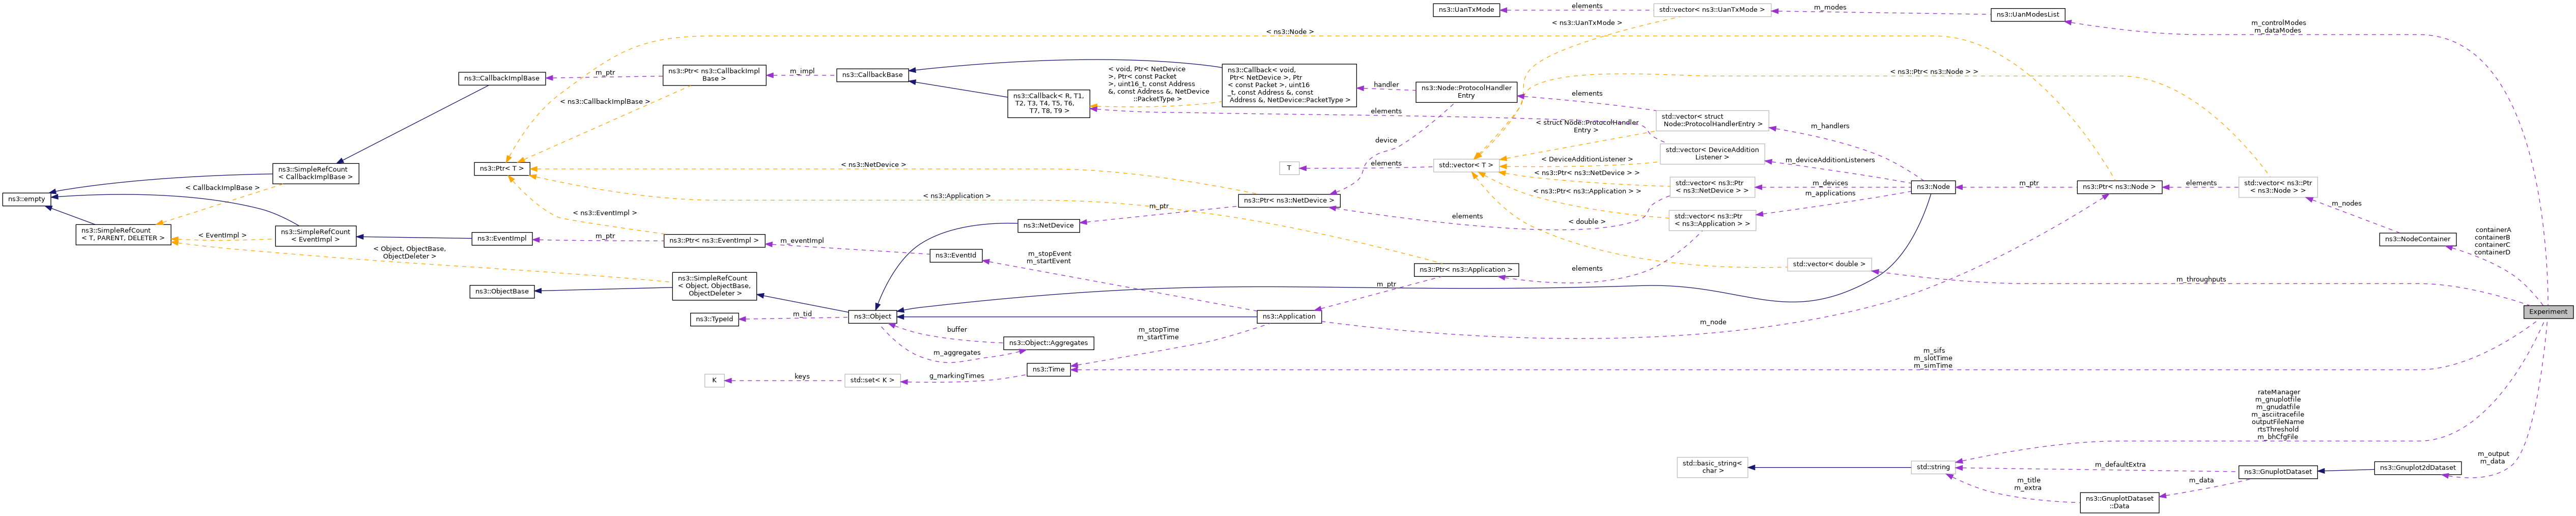 ns3::UanTxMode
elements
std::vector< ns3::UanTxMode >
m_modes
ns3::UanModesList
m_controlModes
m_dataModes
< ns3::UanTxMode >
< ns3::Node >
ns3::CallbackImplBase
m_ptr
ns3::Ptr< ns3::CallbackImpl
Base >
m_impl
ns3::CallbackBase
< ns3::CallbackImplBase >
ns3::Callback< R, T1,
T2, T3, T4, T5, T6,
T7, T8, T9 >
< void, Ptr< NetDevice
>, Ptr< const Packet
>, uint16_t, const Address
&, const Address &, NetDevice
::PacketType >
ns3::Callback< void,
Ptr< NetDevice >, Ptr
< const Packet >, uint16
_t, const Address &, const
Address &, NetDevice::PacketType >
handler
ns3::Node::ProtocolHandler
Entry
elements
elements
< ns3::Ptr< ns3::Node > >
std::vector< struct
Node::ProtocolHandlerEntry >
m_handlers
< struct Node::ProtocolHandler
Entry >
device
std::vector< DeviceAddition
Listener >
m_deviceAdditionListeners
< DeviceAdditionListener >
T
elements
std::vector< T >
< ns3::Ptr< ns3::NetDevice > >
std::vector< ns3::Ptr
< ns3::NetDevice > >
m_devices
m_applications
< ns3::Ptr< ns3::Application > >
std::vector< ns3::Ptr
< ns3::Application > >
ns3::Node
m_ptr
ns3::Ptr< ns3::Node >
elements
std::vector< ns3::Ptr
< ns3::Node > >
m_nodes
ns3::NodeContainer
containerA
containerB
containerC
containerD
ns3::empty
ns3::SimpleRefCount
< CallbackImplBase >
< CallbackImplBase >
ns3::SimpleRefCount
< T, PARENT, DELETER >
< EventImpl >
ns3::SimpleRefCount
< EventImpl >
ns3::EventImpl
m_ptr
ns3::Ptr< ns3::EventImpl >
m_eventImpl
ns3::EventId
< ns3::EventImpl >
ns3::Ptr< T >
< ns3::NetDevice >
< ns3::Application >
ns3::Ptr< ns3::NetDevice >
m_ptr
ns3::NetDevice
elements
< double >
std::vector< double >
m_throughputs
elements
ns3::Ptr< ns3::Application >
m_ptr
m_stopEvent
m_startEvent
< Object, ObjectBase,
ObjectDeleter >
ns3::SimpleRefCount
< Object, ObjectBase,
ObjectDeleter >
ns3::ObjectBase
ns3::TypeId
m_tid
ns3::Object
ns3::Application
m_node
Experiment
buffer
ns3::Object::Aggregates
m_aggregates
m_stopTime
m_startTime
ns3::Time
g_markingTimes
std::set< K >
keys
K
m_sifs
m_slotTime
m_simTime
rateManager
m_gnuplotfile
m_gnudatfile
m_asciitracefile
outputFileName
rtsThreshold
m_bhCfgFile
std::basic_string<
char >
std::string
m_defaultExtra
ns3::GnuplotDataset
ns3::Gnuplot2dDataset
m_output
m_data
m_title
m_extra
ns3::GnuplotDataset
::Data
m_data